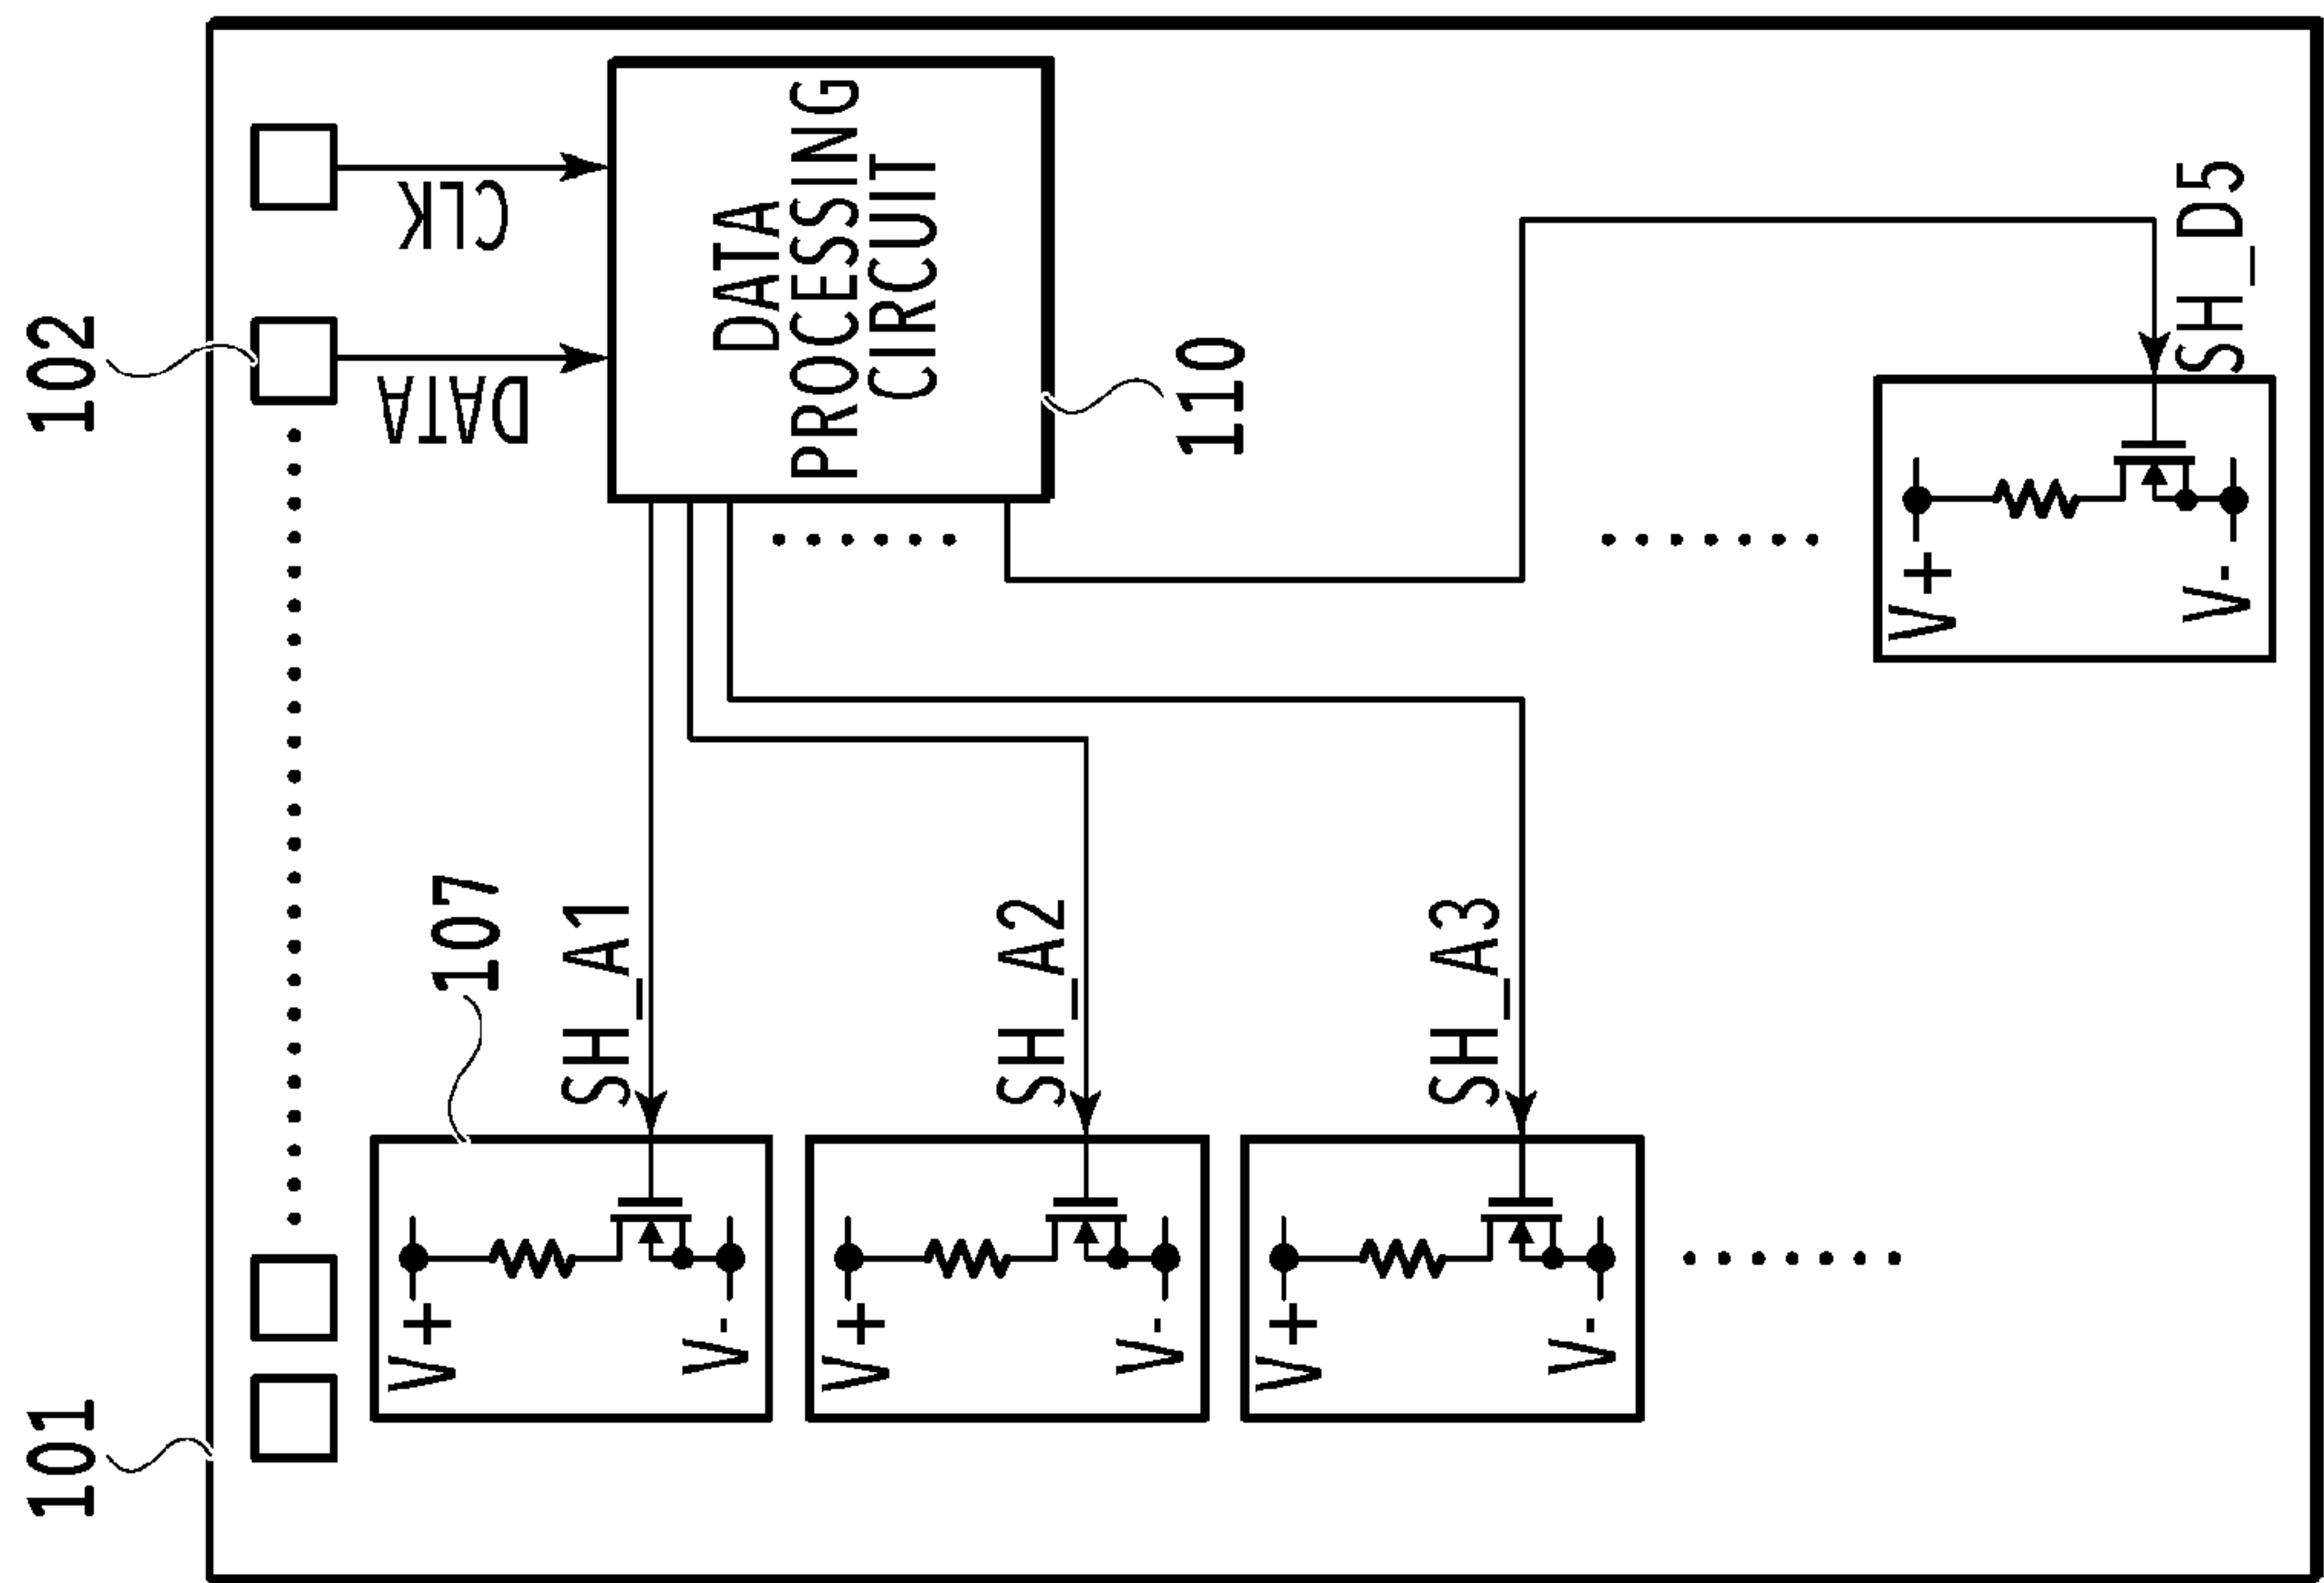 101
102
107
CLK
DATA
DATA
PROCESSING
CIRCUIT
110
SH_A1
SH_A2
SH_A3
SH_D5
V+
V-
V+
V-
V+
V-
V+
V-